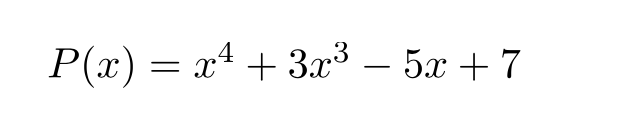 P(x) = x⁴ + 3x³ − 5x + 7